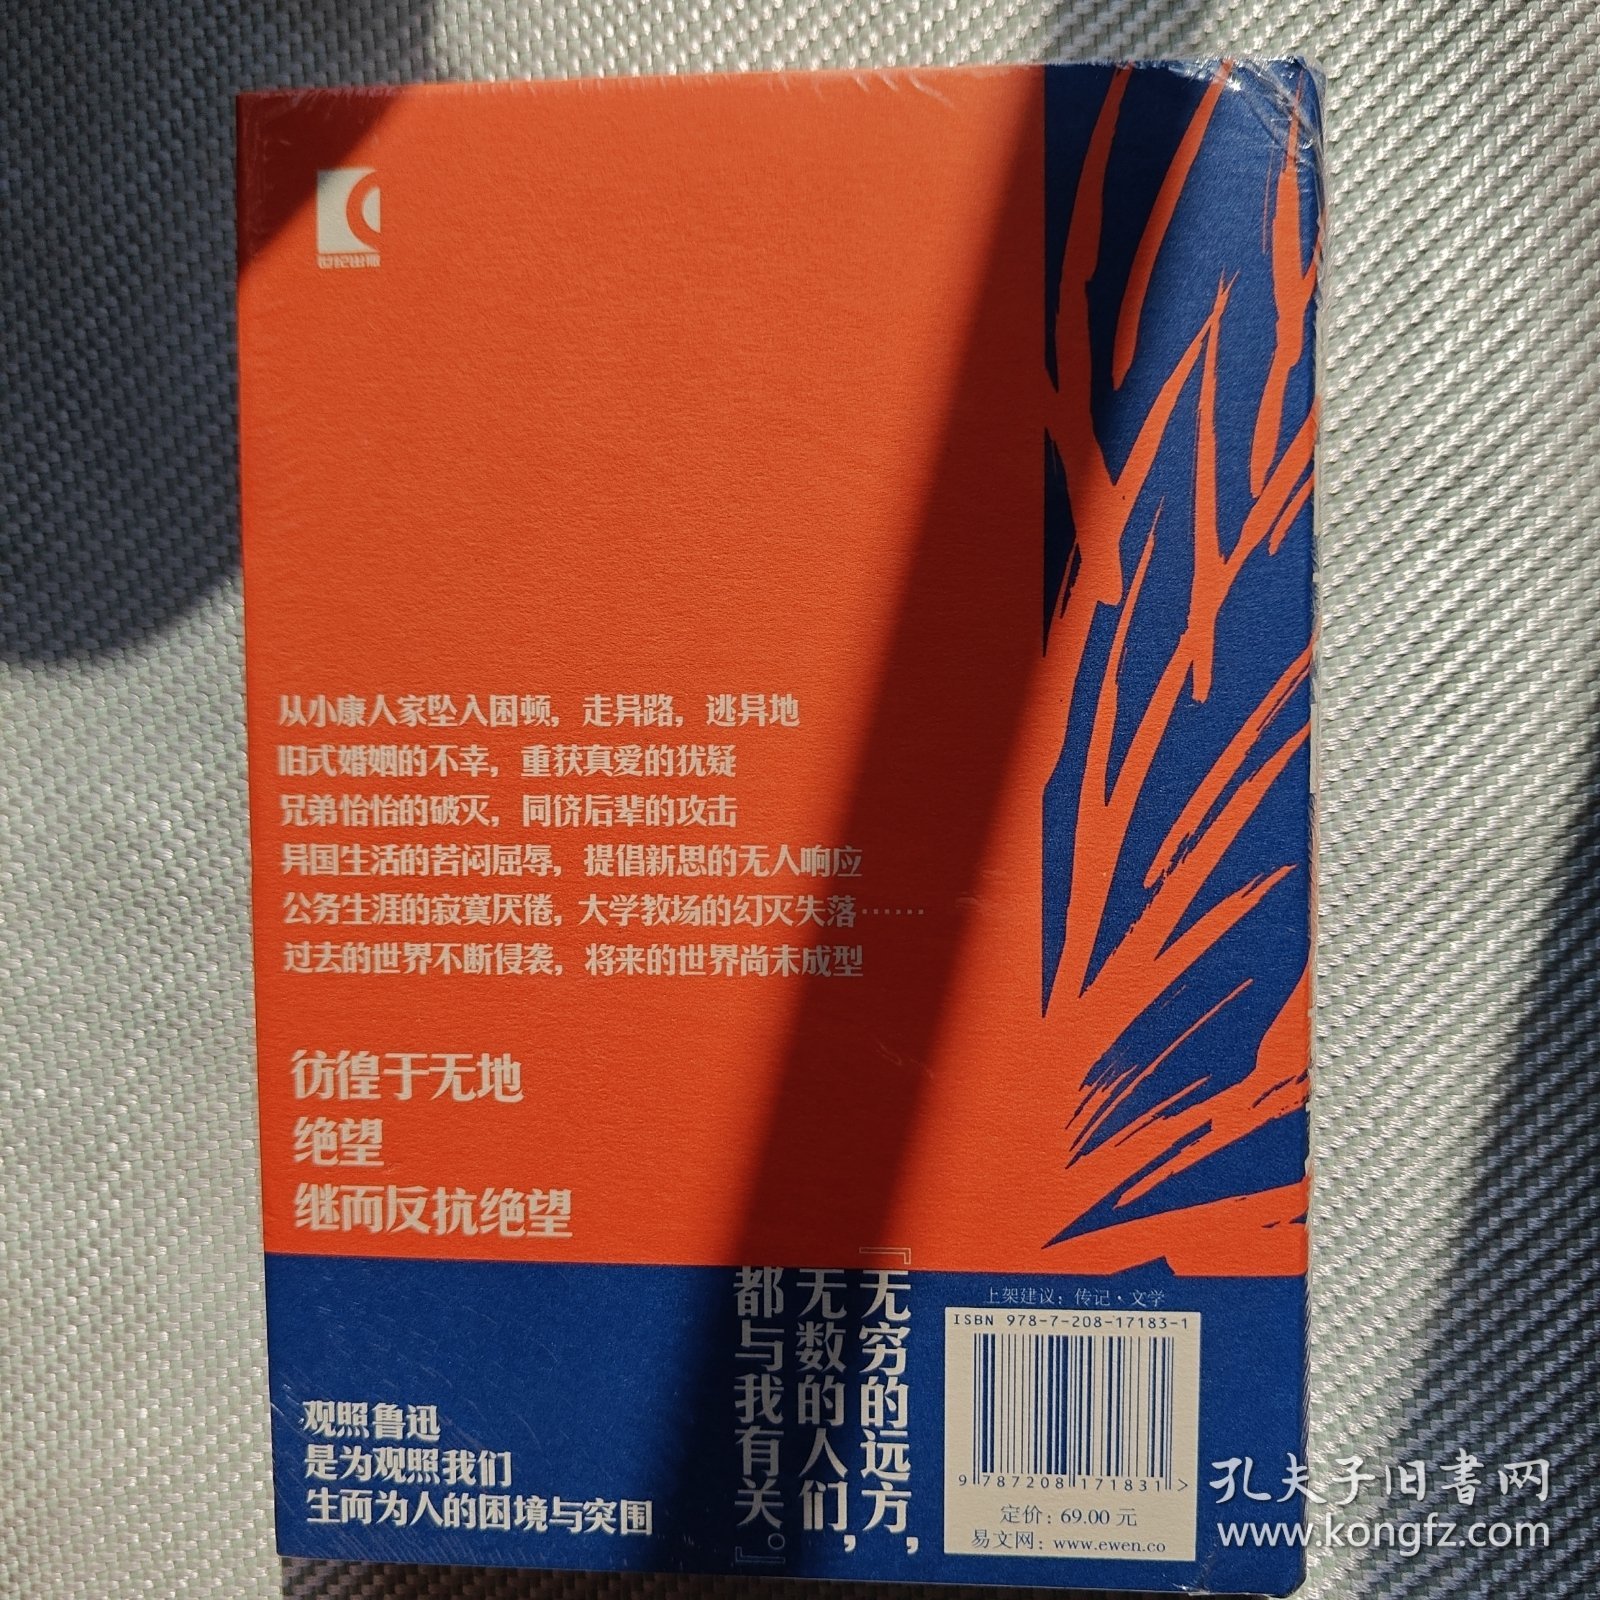 世纪出版
从小康人家坠入困顿，走异路，逃异地
旧式婚姻的不幸，重获真爱的犹疑
兄弟怡怡的破灭，同侪后辈的攻击
异国生活的苦闷屈辱，提倡新思的无人响应
公务生涯的寂寞厌倦，大学教场的幻灭失落……
过去的世界不断侵袭，将来的世界尚未成型
彷徨于无地
绝望
继而反抗绝望
『无穷的远方，
无数的人们，
都与我有关。』
观照鲁迅
是为观照我们
生而为人的困境与突围
上架建议：传记·文学
ISBN 978-7-208-17183-1
9 787208 171831 >
定价：69.00 元
易文网：www.ewen.co
孔夫子旧书网
www.kongfz.com